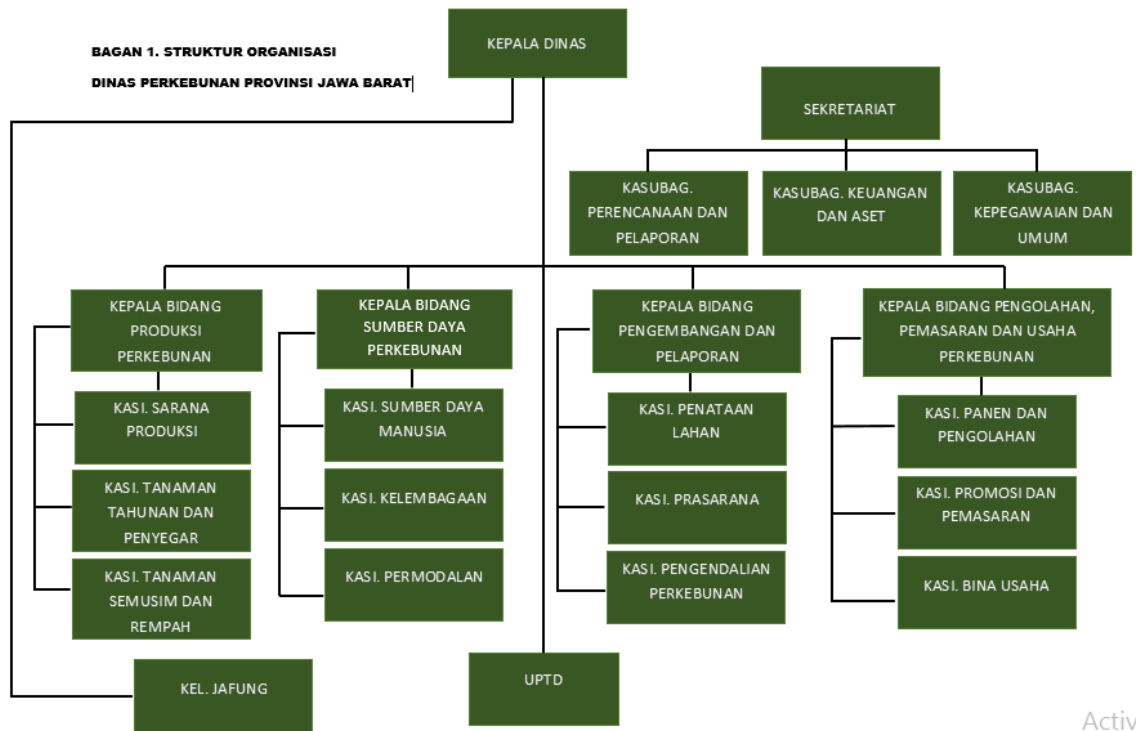 BAGAN 1. STRUKTUR ORGANISASI
DINAS PERKEBUNAN PROVINSI JAWA BARAT
KEPALA DINAS
SEKRETARIAT
KASUBAG.
PERENCANAAN DAN
PELAPORAN
KASUBAG. KEUANGAN
DAN ASET
KASUBAG.
KEPEGAWAIAN DAN
UMUM
KEPALA BIDANG
PRODUKSI
PERKEBUNAN
KEPALA BIDANG
SUMBER DAYA
PERKEBUNAN
KEPALA BIDANG
PENGEMBANGAN DAN
PELAPORAN
KEPALA BIDANG PENGOLAHAN,
PEMASARAN DAN USAHA
PERKEBUNAN
KASI. SARANA
PRODUKSI
KASI. SUMBER DAYA
MANUSIA
KASI. PENATAAN
LAHAN
KASI. PANEN DAN
PENGOLAHAN
KASI. TANAMAN
TAHUNAN DAN
PENYEGAR
KASI. KELEMBAGAAN
KASI. PRASARANA
KASI. PROMOSI DAN
PEMASARAN
KASI. TANAMAN
SEMUSIM DAN
REMPAH
KASI. PERMODALAN
KASI. PENGENDALIAN
PERKEBUNAN
KASI. BINA USAHA
KEL. JAFUNG
UPTD
Activ